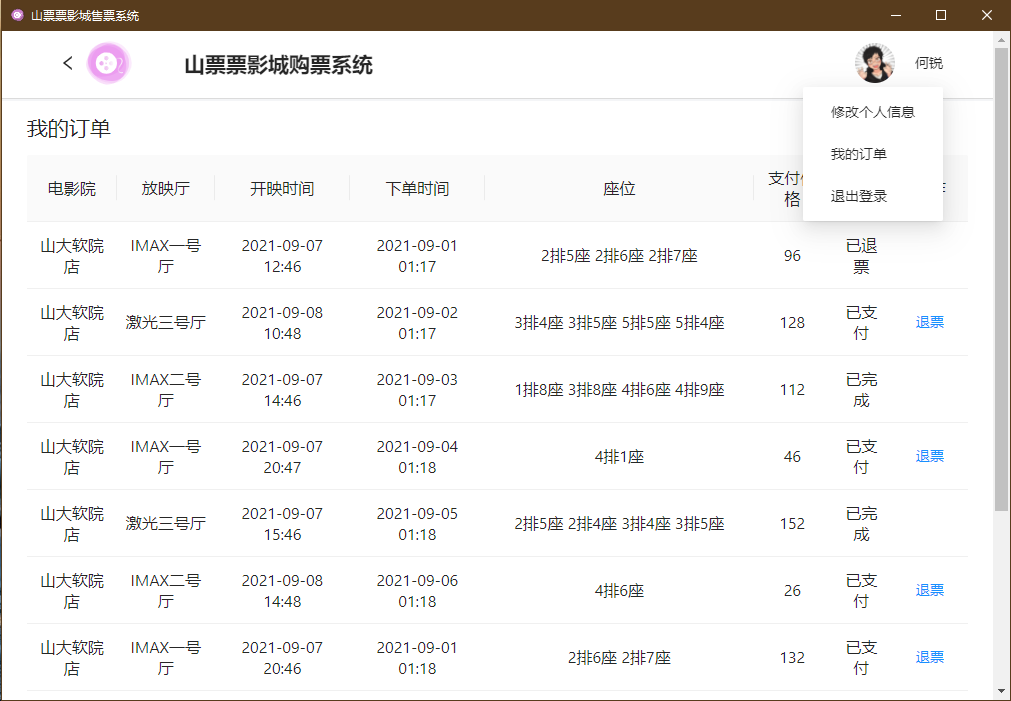 山票票影城售票系统
山票票影城购票系统
何锐
修改个人信息
我的订单
退出登录
我的订单
电影院 放映厅 开映时间 下单时间 座位 支付
格
山大软院 IMAX一号 2021-09-07 2021-09-01 2排5座 2排6座 2排7座 96 已退
店 厅 12:46 01:17 票
山大软院 激光三号厅 2021-09-08 2021-09-02 3排4座 3排5座 5排5座 5排4座 128 已支 退票
店 10:48 01:17 付
山大软院 IMAX二号 2021-09-07 2021-09-03 1排8座 3排8座 4排6座 4排9座 112 已完
店 厅 14:46 01:17 成
山大软院 IMAX一号 2021-09-07 2021-09-04 4排1座 46 已支 退票
店 厅 20:47 01:18 付
山大软院 激光三号厅 2021-09-07 2021-09-05 2排5座 2排4座 3排4座 3排5座 152 已完
店 15:46 01:18 成
山大软院 IMAX二号 2021-09-08 2021-09-06 4排6座 26 已支 退票
店 厅 14:48 01:18 付
山大软院 IMAX一号 2021-09-07 2021-09-01 2排6座 2排7座 132 已支 退票
店 厅 20:46 01:18 付